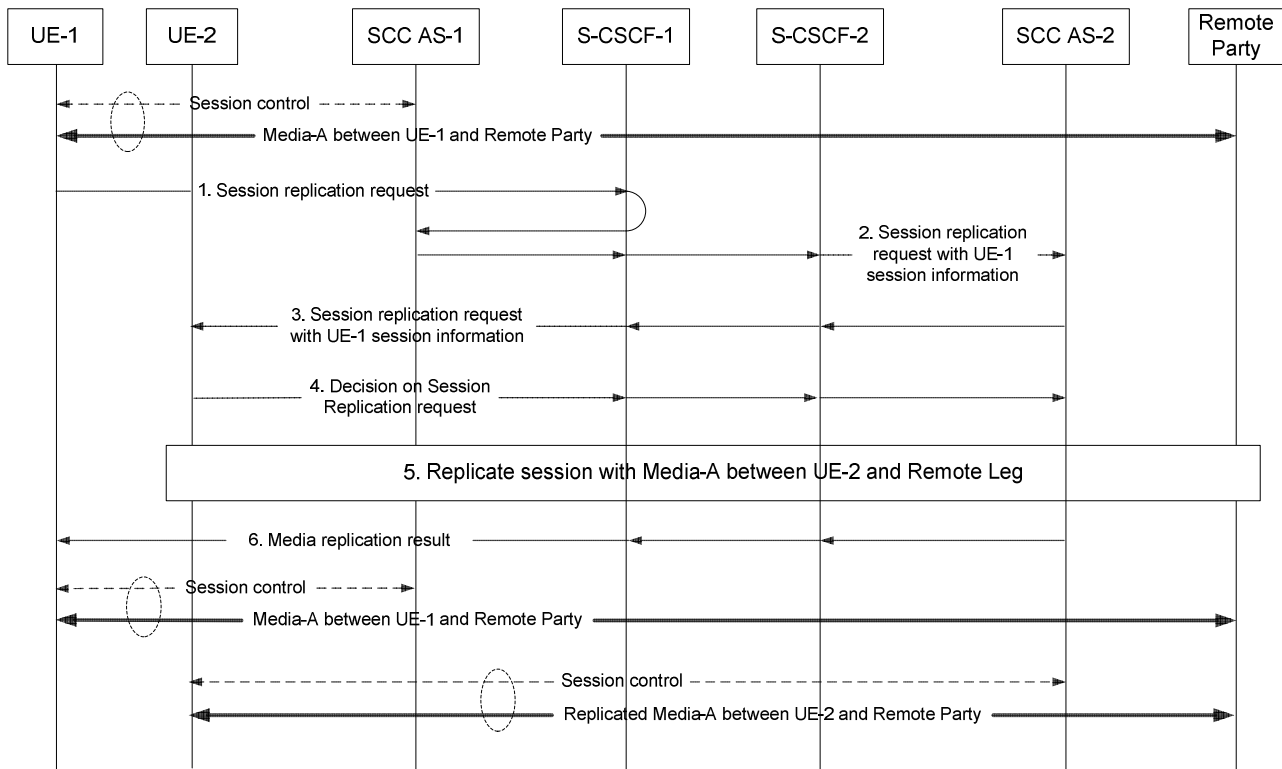 UE-1
UE-2
SCC AS-1
S-CSCF-1
S-CSCF-2
SCC AS-2
Remote
Party
Session control
Media-A between UE-1 and Remote Party
1. Session replication request
2. Session replication
request with UE-1
session information
3. Session replication request
with UE-1 session information
4. Decision on Session
Replication request
5. Replicate session with Media-A between UE-2 and Remote Leg
6. Media replication result
Session control
Media-A between UE-1 and Remote Party
Session control
Replicated Media-A between UE-2 and Remote Party